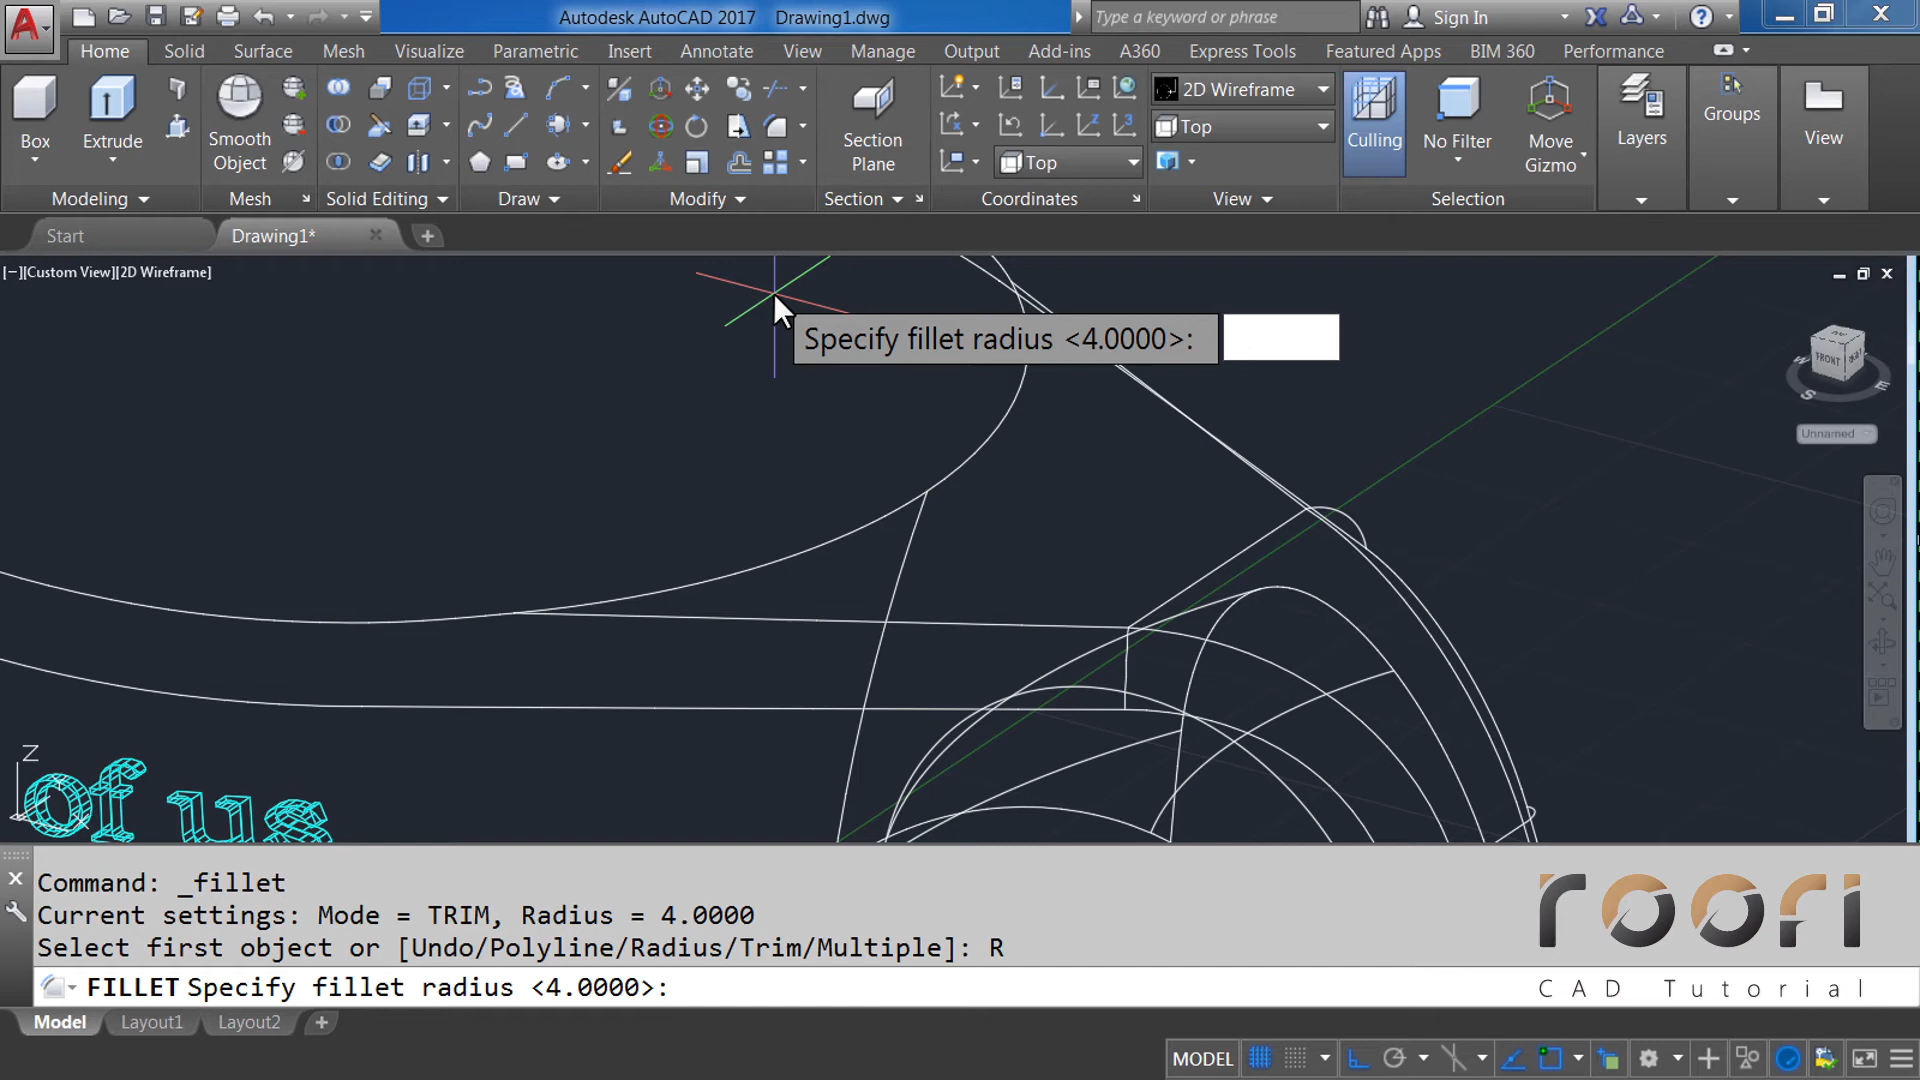 Autodesk AutoCAD 2017 Drawing1.dwg
Type a keyword or phrase
Sign In
Home Solid Surface Mesh Visualize Parametric Insert Annotate View Manage Output Add-ins A360 Express Tools Featured Apps BIM 360 Performance
Box
Extrude
Smooth
Object
Section
Plane
2D Wireframe
Top
Top
Culling
No Filter
Move
Gizmo
Layers
Groups
View
Modeling
Mesh
Solid Editing
Draw
Modify
Section
Coordinates
View
Selection
Start
Drawing1*
[−][Custom View][2D Wireframe]
Specify fillet radius <4.0000>:
TOP
FRONT
W
S
E
Unnamed
Z
of us
Command: _fillet
Current settings: Mode = TRIM, Radius = 4.0000
Select first object or [Undo/Polyline/Radius/Trim/Multiple]: R
FILLET Specify fillet radius <4.0000>:
roofi
CAD Tutorial
Model Layout1 Layout2
MODEL